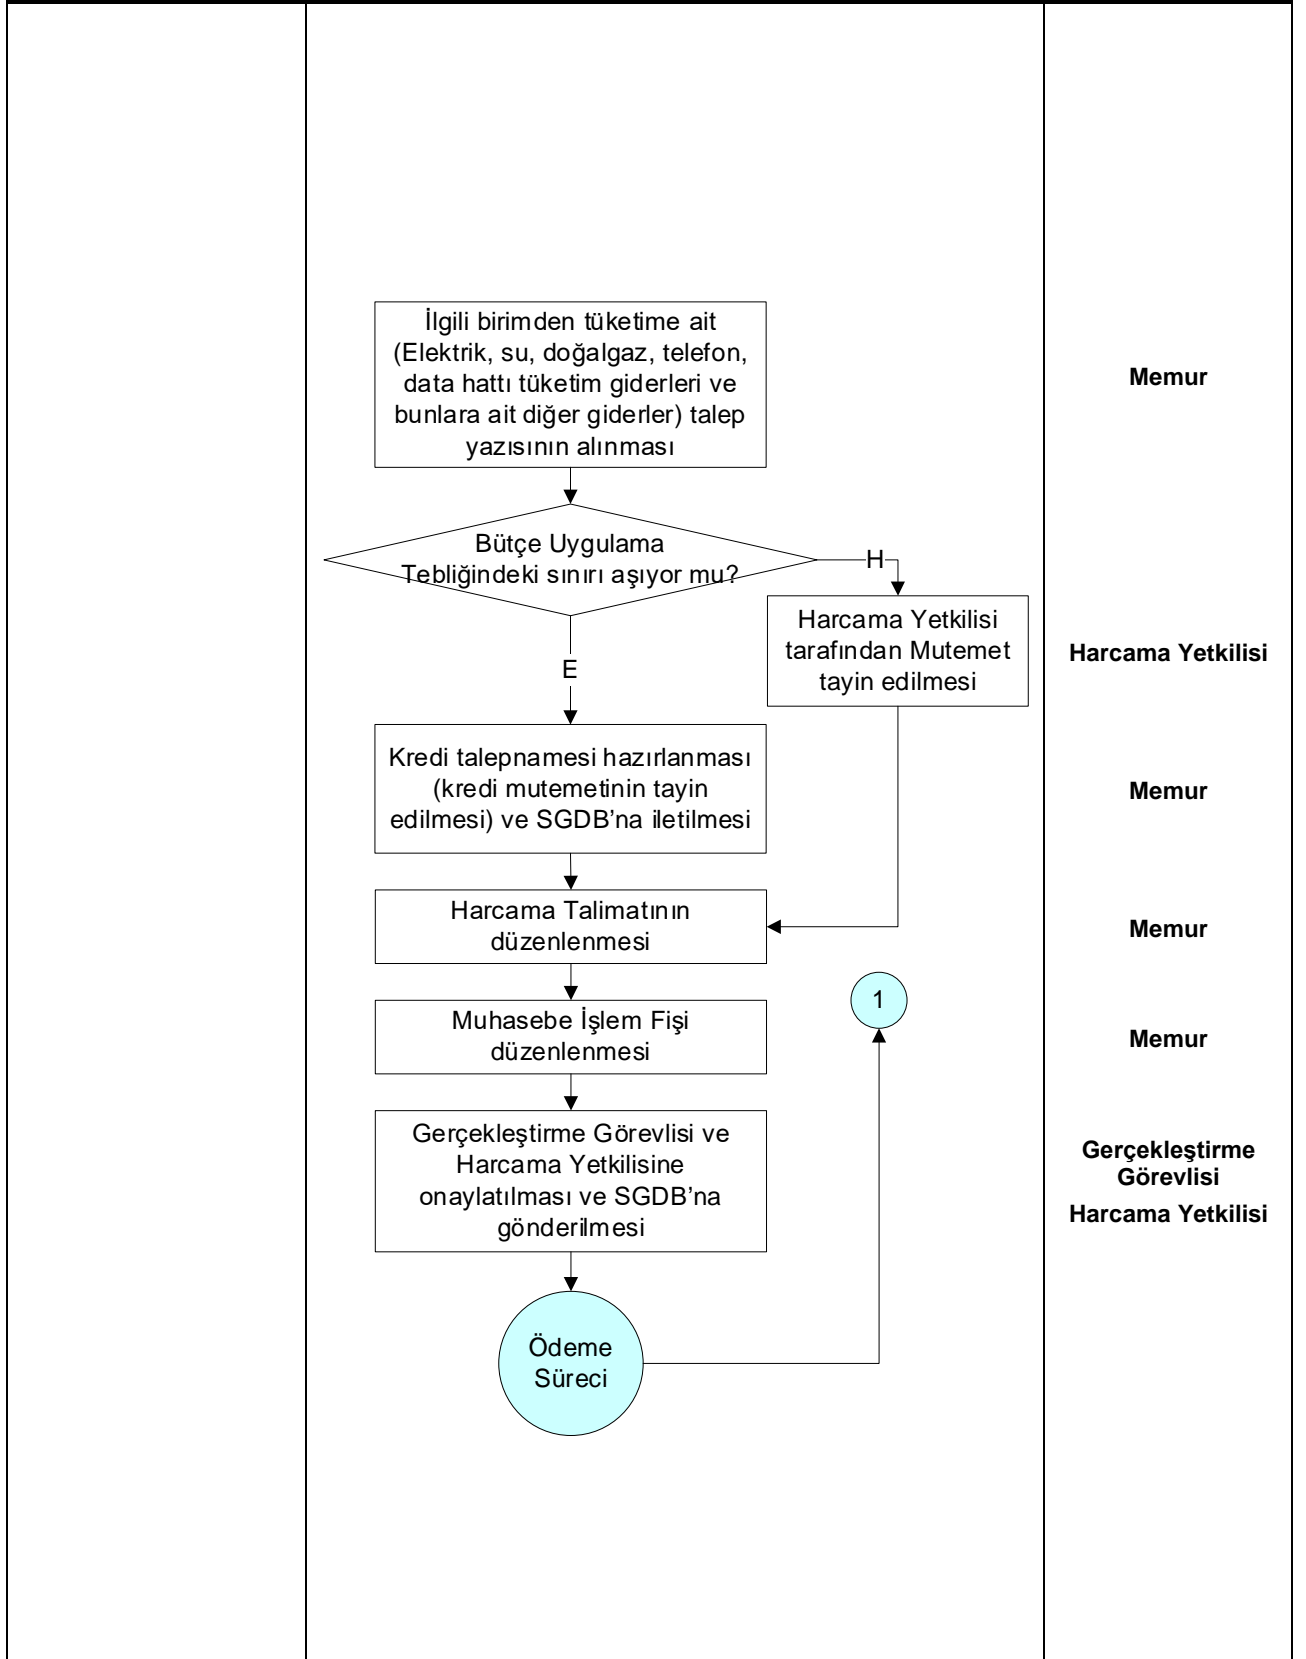 İlgili birimden tüketime ait
(Elektrik, su, doğalgaz, telefon,
data hattı tüketim giderleri ve
bunlara ait diğer giderler) talep
yazısının alınması
Memur
Bütçe Uygulama
Tebliğindeki sınırı aşıyor mu?
H
E
Harcama Yetkilisi
tarafından Mutemet
tayin edilmesi
Harcama Yetkilisi
Kredi talepnamesi hazırlanması
(kredi mutemetinin tayin
edilmesi) ve SGDB’na iletilmesi
Memur
Harcama Talimatının
düzenlenmesi
Memur
1
Muhasebe İşlem Fişi
düzenlenmesi
Memur
Gerçekleştirme Görevlisi ve
Harcama Yetkilisine
onaylatılması ve SGDB’na
gönderilmesi
Gerçekleştirme
Görevlisi
Harcama Yetkilisi
Ödeme
Süreci